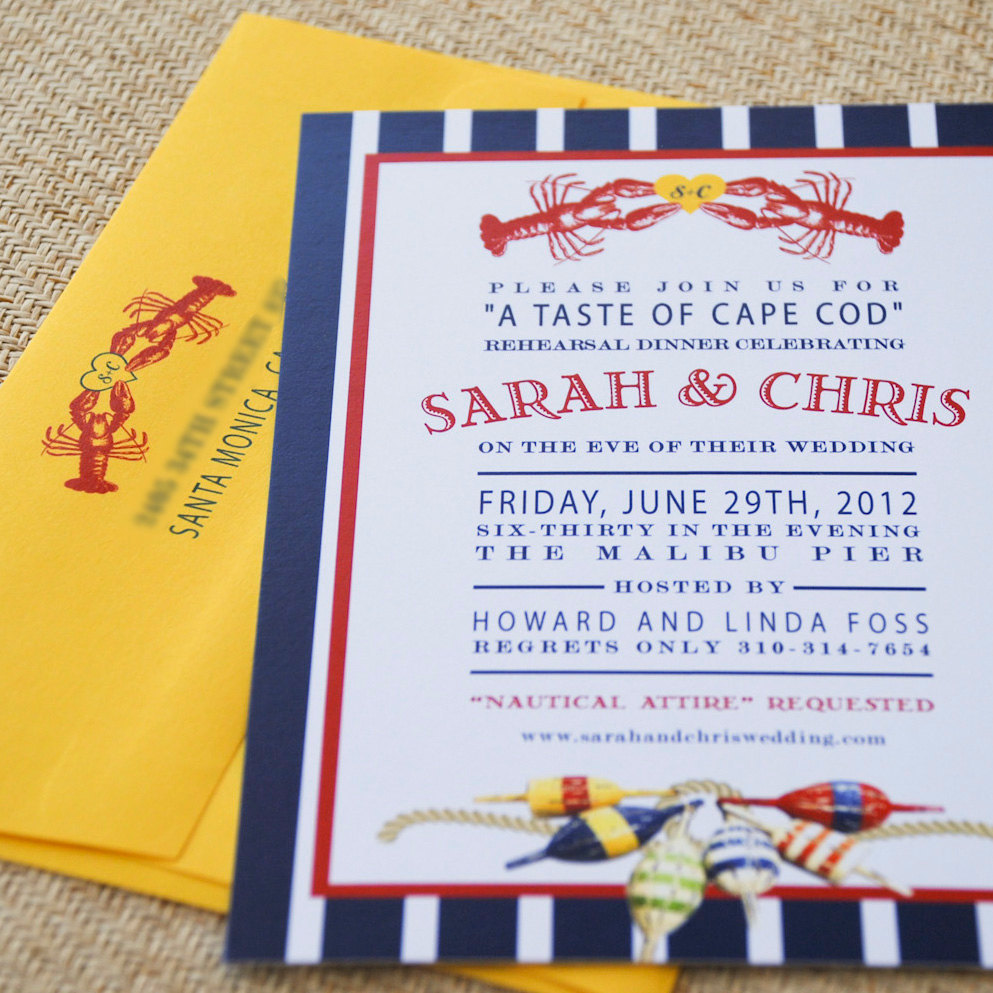 S+C
PLEASE JOIN US FOR
"A TASTE OF CAPE COD"
REHEARSAL DINNER CELEBRATING
SARAH & CHRIS
ON THE EVE OF THEIR WEDDING
FRIDAY, JUNE 29TH, 2012
SIX-THIRTY IN THE EVENING
THE MALIBU PIER
HOSTED BY
HOWARD AND LINDA FOSS
REGRETS ONLY 310-314-7654
"NAUTICAL ATTIRE" REQUESTED
www.sarahandchriswedding.com
S+C
34TH STREET
SANTA MONICA, CA